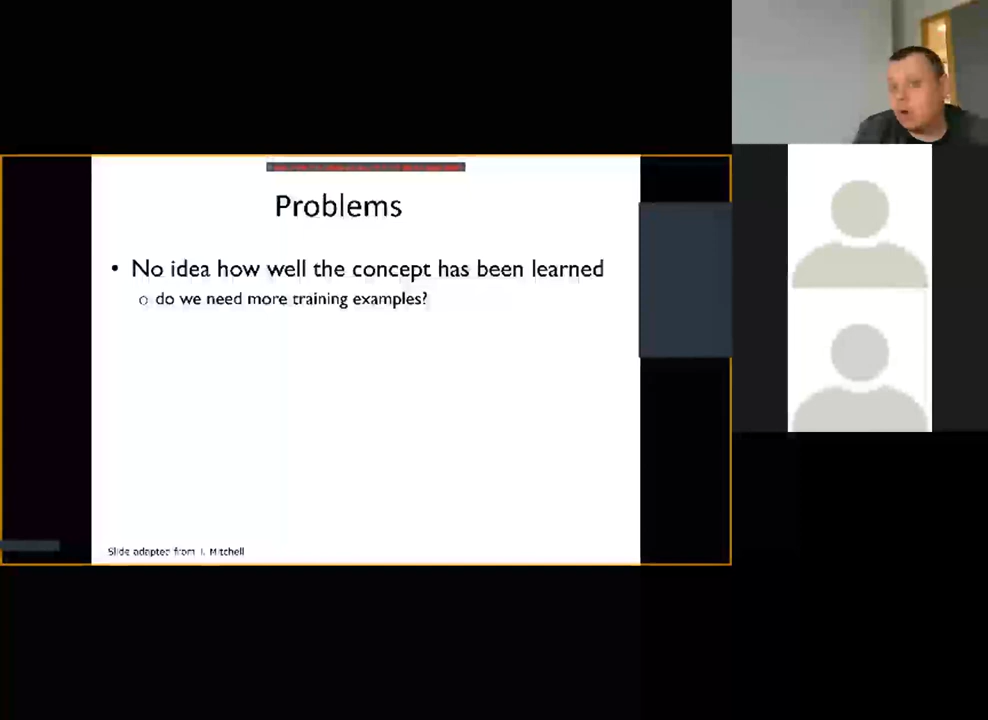 Problems
• No idea how well the concept has been learned
o do we need more training examples?
Slide adapted from T. Mitchell